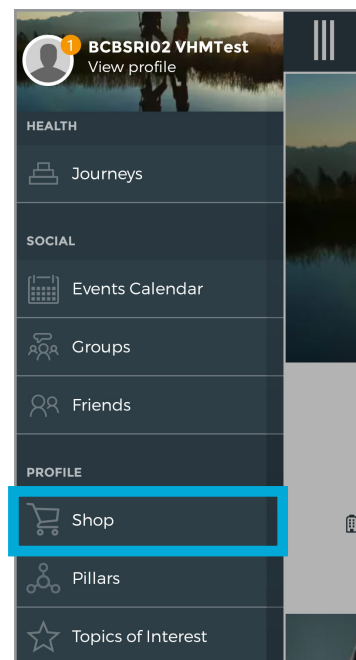 1
BCBSRI02 VHMTest
View profile
HEALTH
Journeys
SOCIAL
Events Calendar
Groups
Friends
PROFILE
Shop
Pillars
Topics of Interest